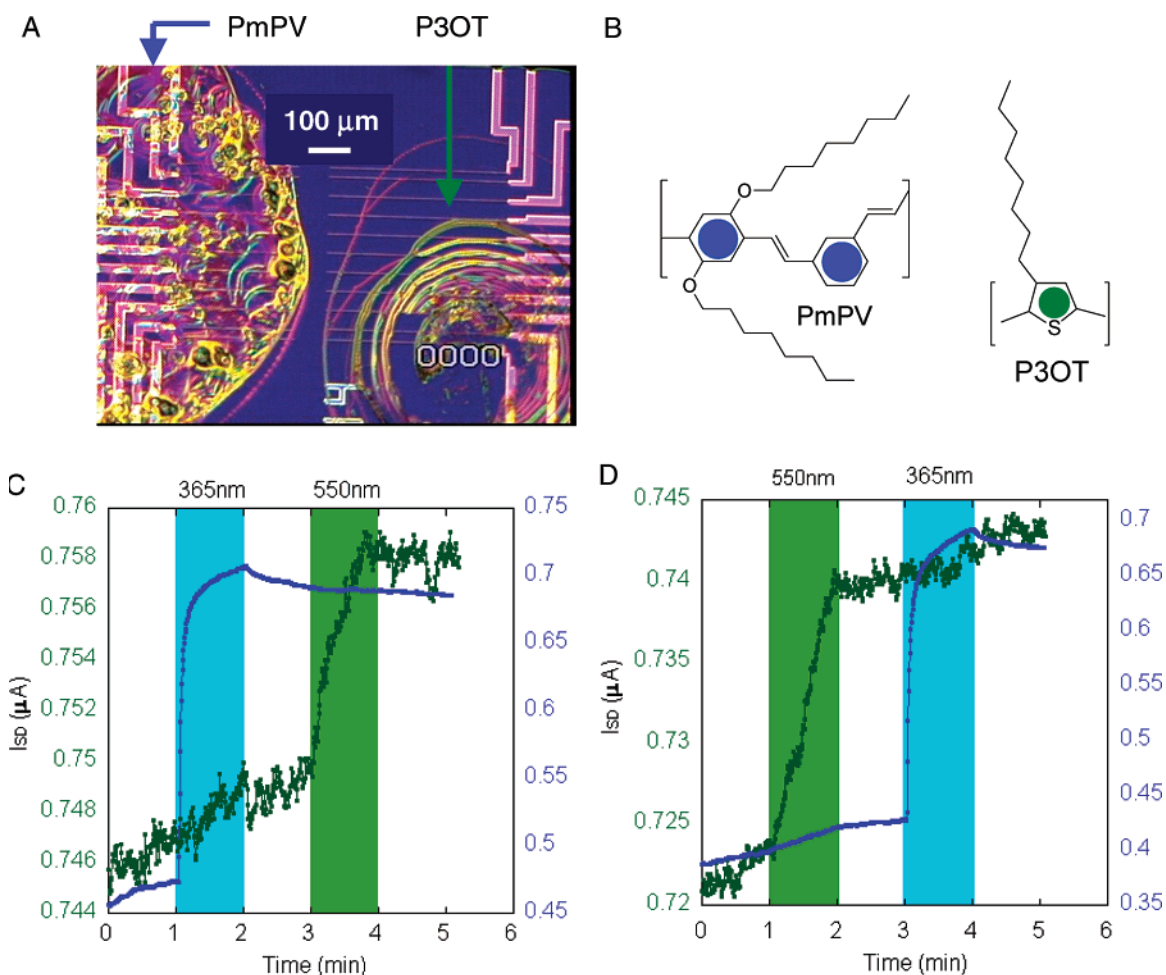 A
PmPV
P3OT
100 μm
0000
B
O
O
PmPV
S
P3OT
C
365nm
550nm
0.76
0.758
0.756
0.754
0.752
0.75
0.748
0.746
0.744
I_SD (μA)
0.75
0.7
0.65
0.6
0.55
0.5
0.45
0 1 2 3 4 5 6
Time (min)
D
550nm
365nm
0.745
0.74
0.735
0.73
0.725
0.72
I_SD (μA)
0.7
0.65
0.6
0.55
0.5
0.45
0.4
0.35
0 1 2 3 4 5 6
Time (min)